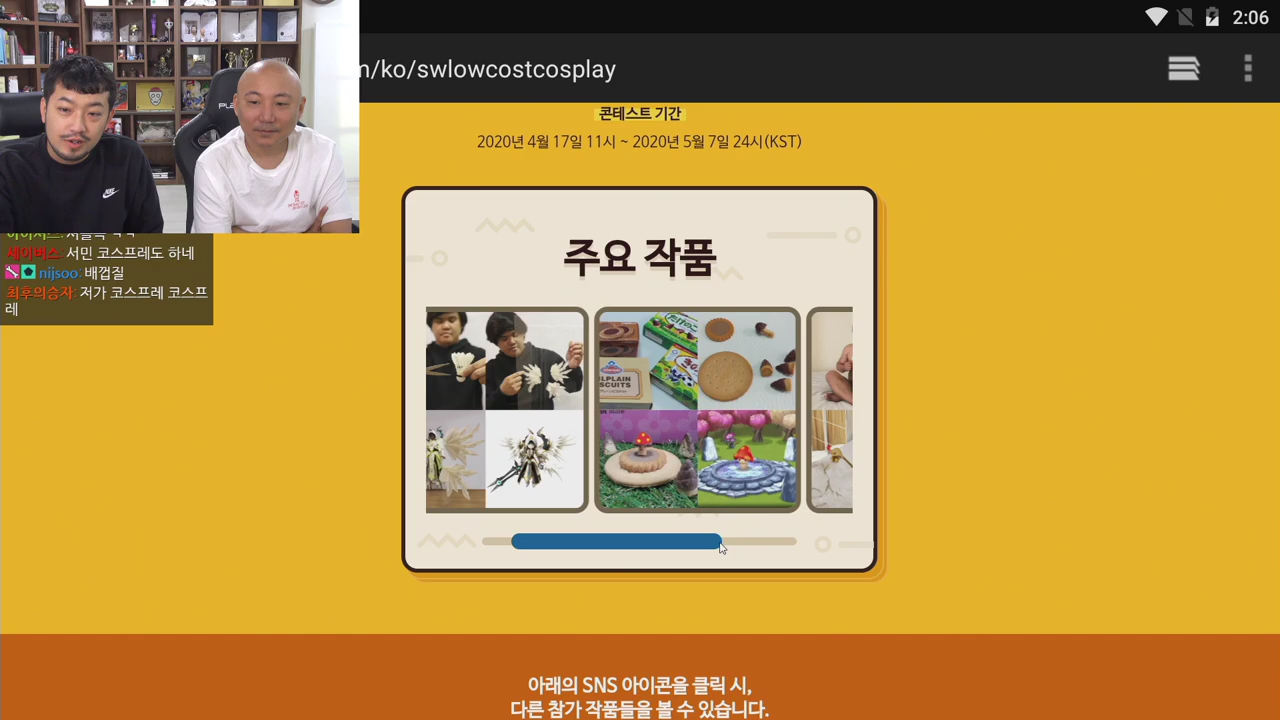 2:06
n/ko/swlowcostcosplay
콘테스트 기간
2020년 4월 17일 11시 ~ 2020년 5월 7일 24시(KST)
세이버스: 서민 코스프레도 하네
nijsoo: 배껍질
최후의승자: 저가 코스프레 코스프
레
주요 작품
LPLAIN
SCUITS
아래의 SNS 아이콘을 클릭 시,
다른 참가 작품들을 볼 수 있습니다.